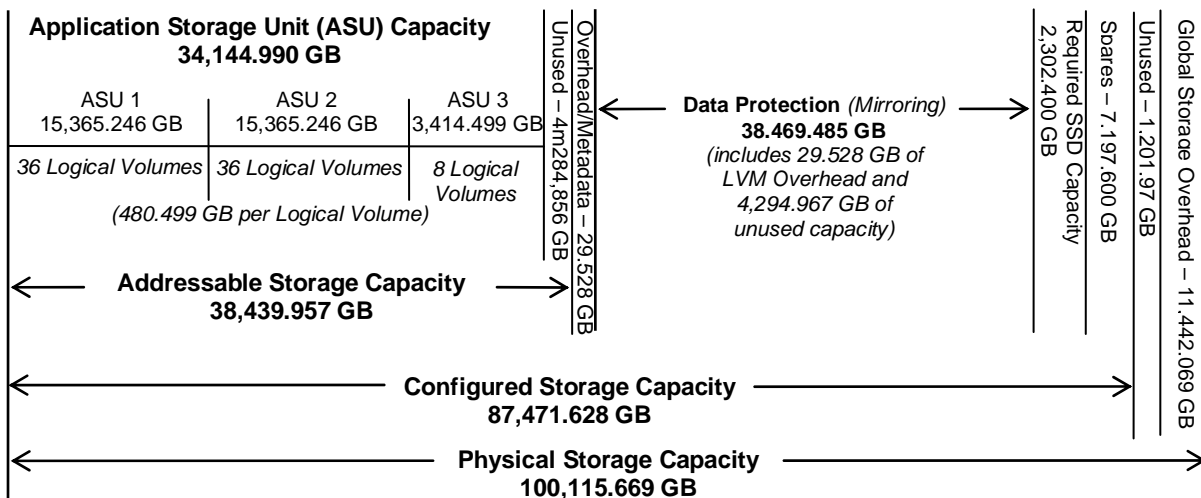 Application Storage Unit (ASU) Capacity
34,144.990 GB
ASU 1
15,365.246 GB
ASU 2
15,365.246 GB
ASU 3
3,414.499 GB
36 Logical Volumes
36 Logical Volumes
8 Logical
Volumes
(480.499 GB per Logical Volume)
Unused – 4m284,856 GB
Overhead/Metadata – 29.528 GB
Data Protection (Mirroring)
38.469.485 GB
(includes 29.528 GB of
LVM Overhead and
4,294.967 GB of
unused capacity)
Required SSD Capacity
2,302.400 GB
Spares – 7.197.600 GB
Unused – 1.201.97 GB
Global Storage Overhead – 11.442.069 GB
Addressable Storage Capacity
38,439.957 GB
Configured Storage Capacity
87,471.628 GB
Physical Storage Capacity
100,115.669 GB